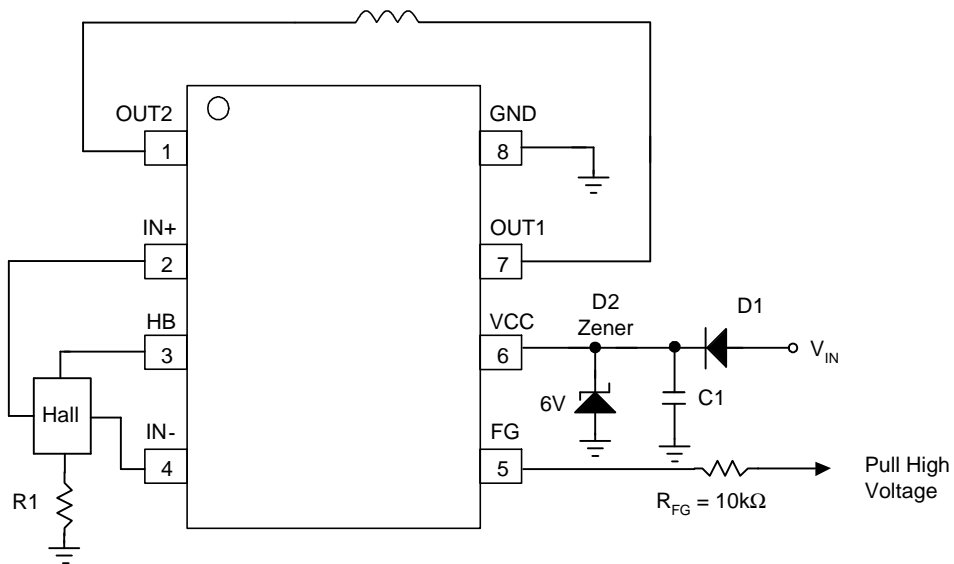 OUT2
1
GND
8
IN+
2
OUT1
7
HB
3
VCC
6
D2
Zener
D1
V_IN
6V
C1
Hall
IN-
4
FG
5
R1
R_FG = 10kΩ
Pull High
Voltage